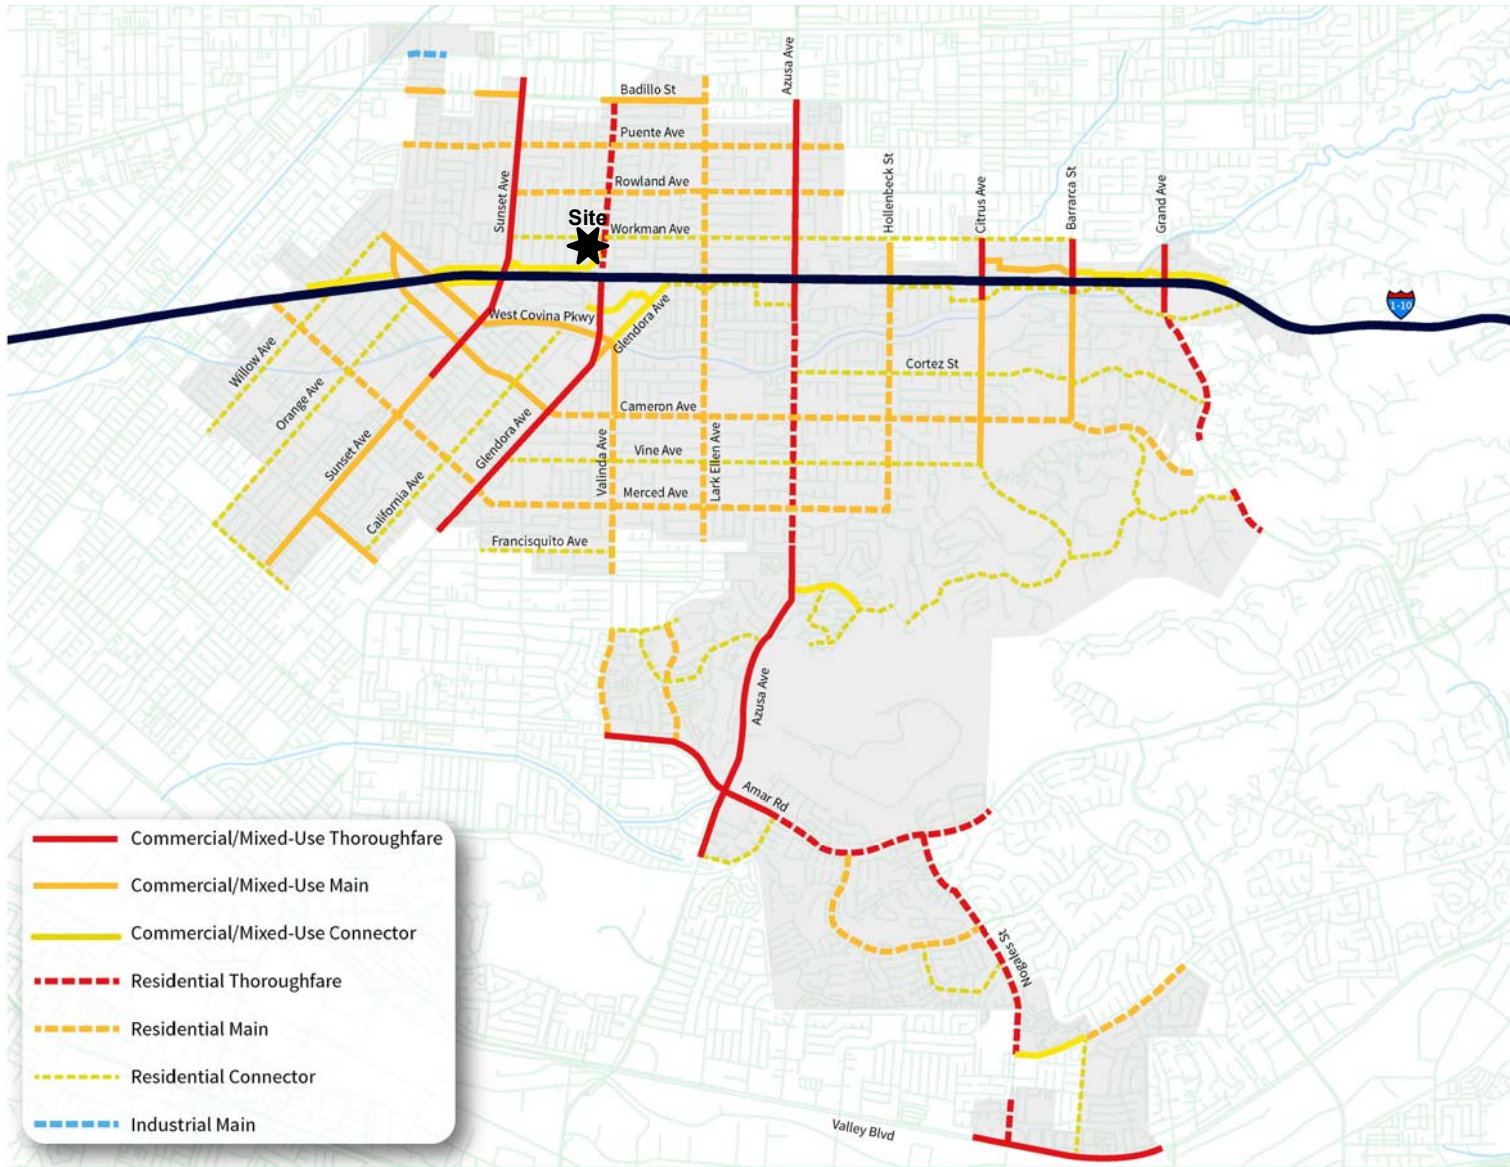 Azusa Ave
Badillo St
Puente Ave
Rowland Ave
Sunset Ave
Site
Workman Ave
Hollenbeck St
Citrus Ave
Barrarca St
Grand Ave
I-10
West Covina Pkwy
Glendora Ave
Willow Ave
Orange Ave
Cortez St
Cameron Ave
Sunset Ave
Glendora Ave
Valinda Ave
Vine Ave
Lark Ellen Ave
California Ave
Merced Ave
Francisquito Ave
Azusa Ave
Amar Rd
Nogales St
Valley Blvd
Commercial/Mixed-Use Thoroughfare
Commercial/Mixed-Use Main
Commercial/Mixed-Use Connector
Residential Thoroughfare
Residential Main
Residential Connector
Industrial Main